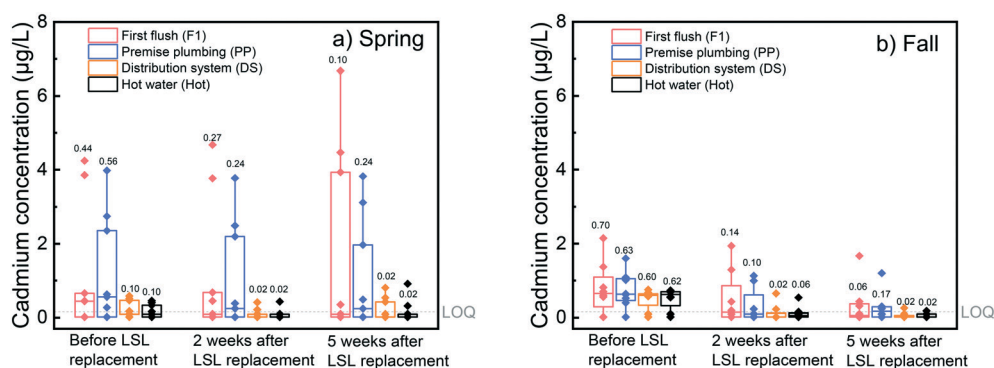 Cadmium concentration (µg/L)
8
6
4
2
0
First flush (F1)
Premise plumbing (PP)
Distribution system (DS)
Hot water (Hot)
a) Spring
0.44
0.56
0.10
0.10
0.27
0.24
0.02
0.02
0.10
0.24
0.02
0.02
LOQ
Before LSL
replacement
2 weeks after
LSL replacement
5 weeks after
LSL replacement
Cadmium concentration (µg/L)
8
6
4
2
0
First flush (F1)
Premise plumbing (PP)
Distribution system (DS)
Hot water (Hot)
b) Fall
0.70
0.63
0.60
0.62
0.14
0.10
0.02
0.06
0.06
0.17
0.02
0.02
LOQ
Before LSL
replacement
2 weeks after
LSL replacement
5 weeks after
LSL replacement